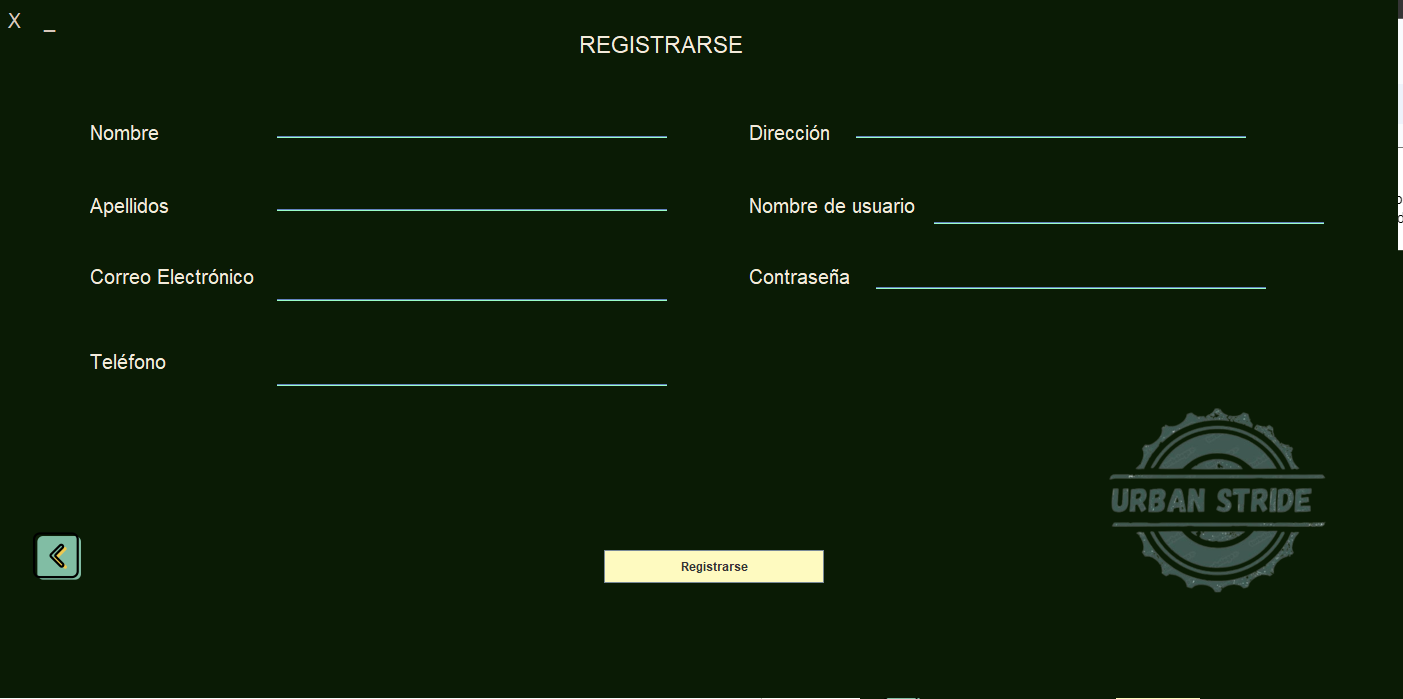 X _
REGISTRARSE
Nombre
Dirección
Apellidos
Nombre de usuario
Correo Electrónico
Contraseña
Teléfono
URBAN STRIDE
Registrarse